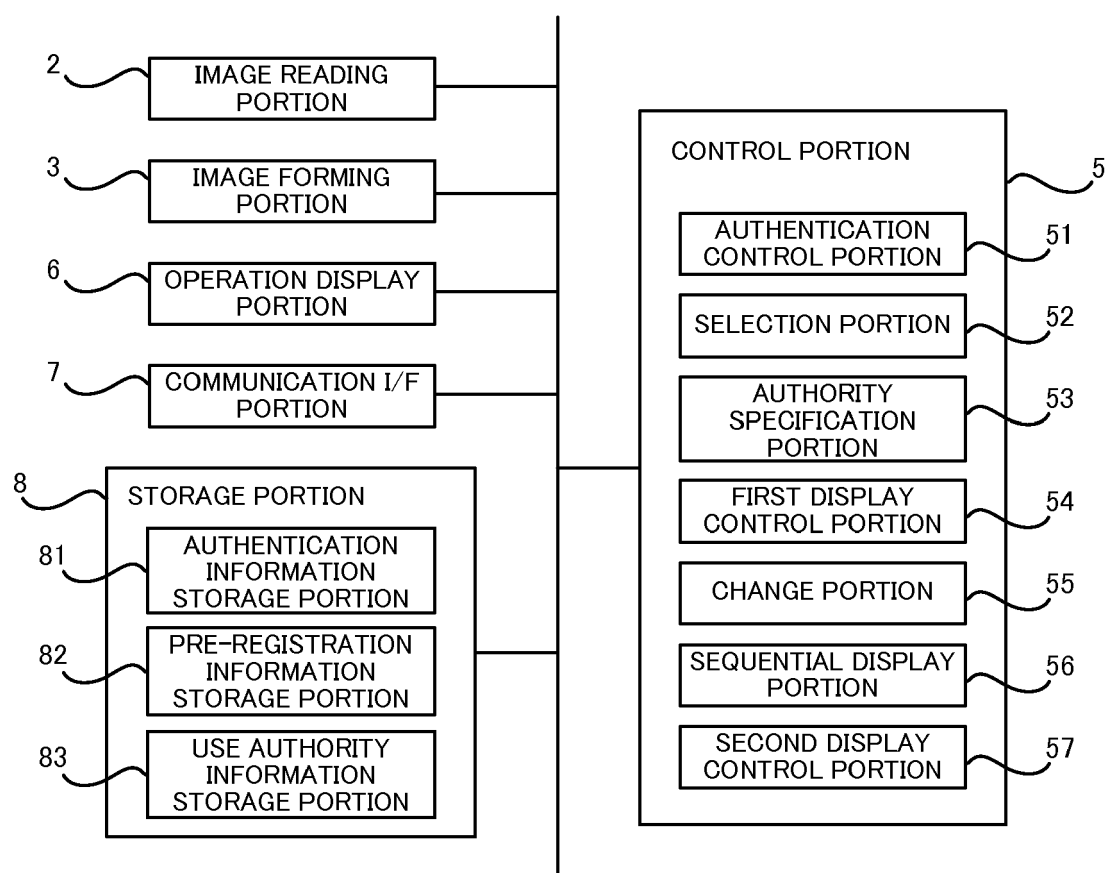 2
IMAGE READING
PORTION
3
IMAGE FORMING
PORTION
6
OPERATION DISPLAY
PORTION
7
COMMUNICATION I/F
PORTION
8
STORAGE PORTION
81
AUTHENTICATION
INFORMATION
STORAGE PORTION
82
PRE-REGISTRATION
INFORMATION
STORAGE PORTION
83
USE AUTHORITY
INFORMATION
STORAGE PORTION
CONTROL PORTION
5
AUTHENTICATION
CONTROL PORTION
51
SELECTION PORTION
52
AUTHORITY
SPECIFICATION
PORTION
53
FIRST DISPLAY
CONTROL PORTION
54
CHANGE PORTION
55
SEQUENTIAL DISPLAY
PORTION
56
SECOND DISPLAY
CONTROL PORTION
57